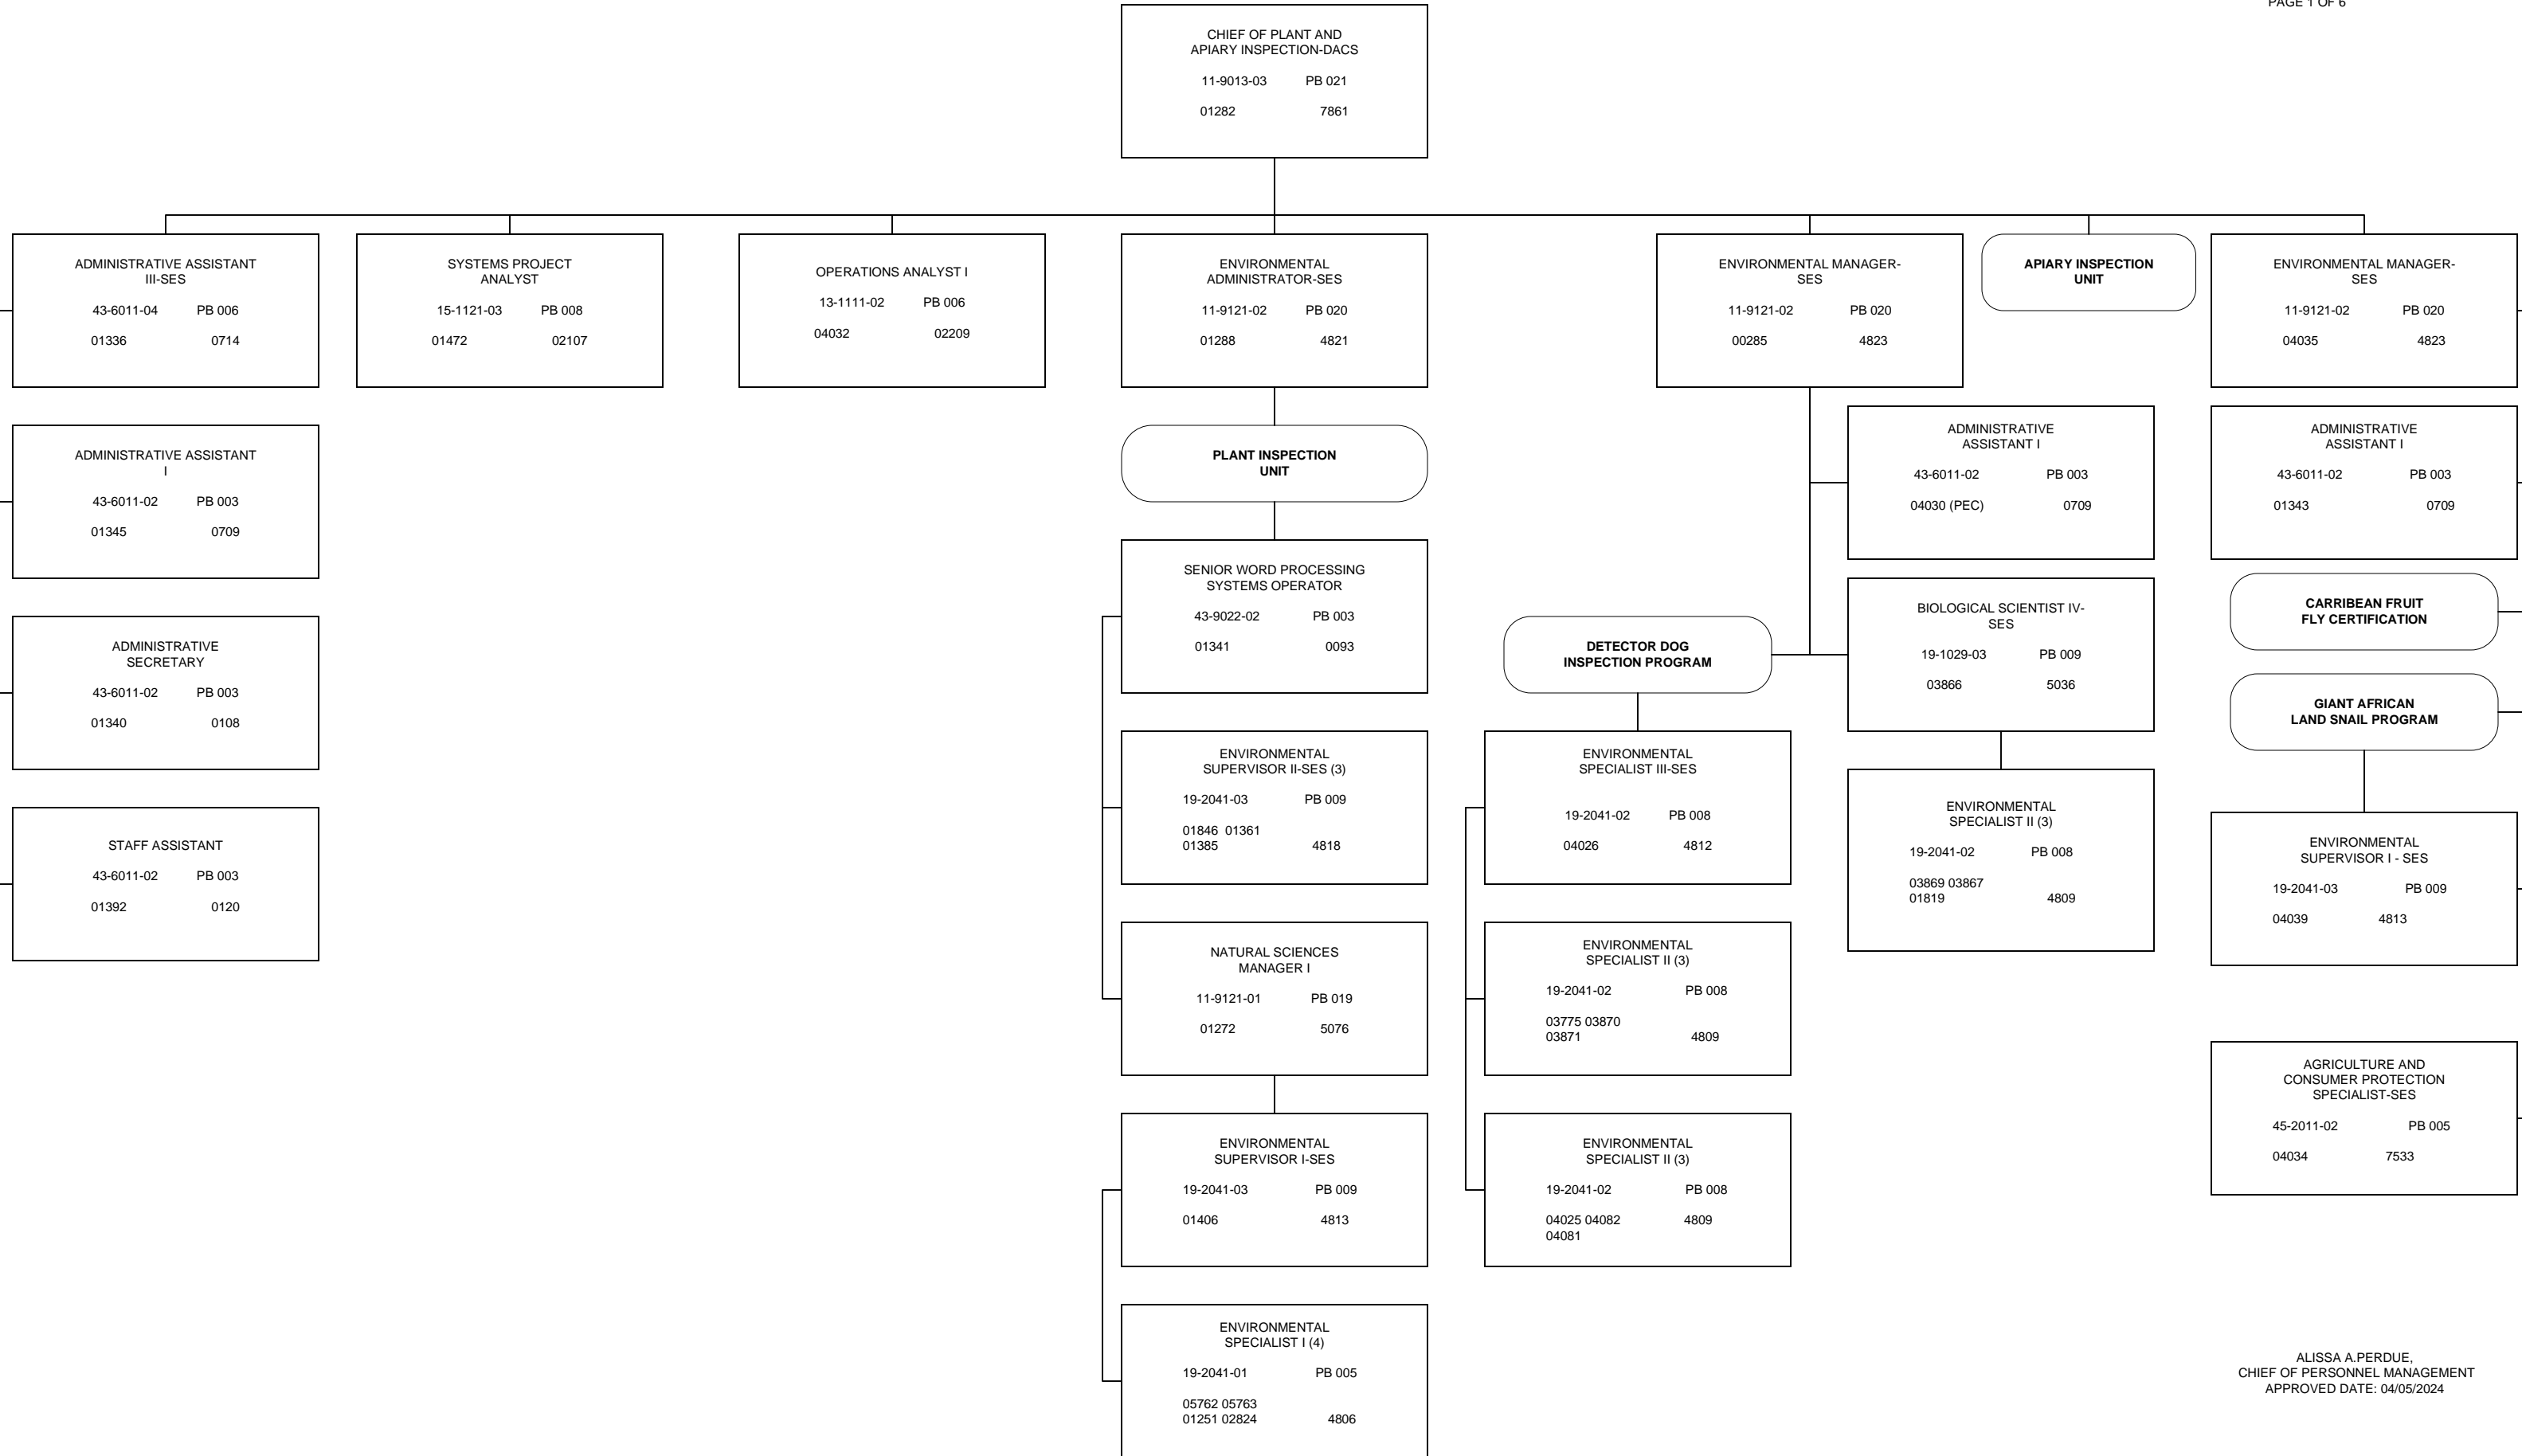 PAGE 1 OF 6
CHIEF OF PLANT AND
APIARY INSPECTION-DACS
11-9013-03 PB 021
01282 7861
ADMINISTRATIVE ASSISTANT
III-SES
43-6011-04 PB 006
01336 0714
SYSTEMS PROJECT
ANALYST
15-1121-03 PB 008
01472 02107
OPERATIONS ANALYST I
13-1111-02 PB 006
04032 02209
ENVIRONMENTAL
ADMINISTRATOR-SES
11-9121-02 PB 020
01288 4821
ENVIRONMENTAL MANAGER-
SES
11-9121-02 PB 020
00285 4823
APIARY INSPECTION
UNIT
ENVIRONMENTAL MANAGER-
SES
11-9121-02 PB 020
04035 4823
ADMINISTRATIVE ASSISTANT
I
43-6011-02 PB 003
01345 0709
ADMINISTRATIVE
SECRETARY
43-6011-02 PB 003
01340 0108
STAFF ASSISTANT
43-6011-02 PB 003
01392 0120
PLANT INSPECTION
UNIT
SENIOR WORD PROCESSING
SYSTEMS OPERATOR
43-9022-02 PB 003
01341 0093
ENVIRONMENTAL
SUPERVISOR II-SES (3)
19-2041-03 PB 009
01846 01361
01385 4818
NATURAL SCIENCES
MANAGER I
11-9121-01 PB 019
01272 5076
ENVIRONMENTAL
SUPERVISOR I-SES
19-2041-03 PB 009
01406 4813
ENVIRONMENTAL
SPECIALIST I (4)
19-2041-01 PB 005
05762 05763
01251 02824 4806
DETECTOR DOG
INSPECTION PROGRAM
ENVIRONMENTAL
SPECIALIST III-SES
19-2041-02 PB 008
04026 4812
ENVIRONMENTAL
SPECIALIST II (3)
19-2041-02 PB 008
03775 03870
03871 4809
ENVIRONMENTAL
SPECIALIST II (3)
19-2041-02 PB 008
04025 04082 4809
04081
ADMINISTRATIVE
ASSISTANT I
43-6011-02 PB 003
04030 (PEC) 0709
BIOLOGICAL SCIENTIST IV-
SES
19-1029-03 PB 009
03866 5036
ENVIRONMENTAL
SPECIALIST II (3)
19-2041-02 PB 008
03869 03867
01819 4809
ADMINISTRATIVE
ASSISTANT I
43-6011-02 PB 003
01343 0709
CARRIBEAN FRUIT
FLY CERTIFICATION
GIANT AFRICAN
LAND SNAIL PROGRAM
ENVIRONMENTAL
SUPERVISOR I - SES
19-2041-03 PB 009
04039 4813
AGRICULTURE AND
CONSUMER PROTECTION
SPECIALIST-SES
45-2011-02 PB 005
04034 7533
ALISSA A.PERDUE,
CHIEF OF PERSONNEL MANAGEMENT
APPROVED DATE: 04/05/2024